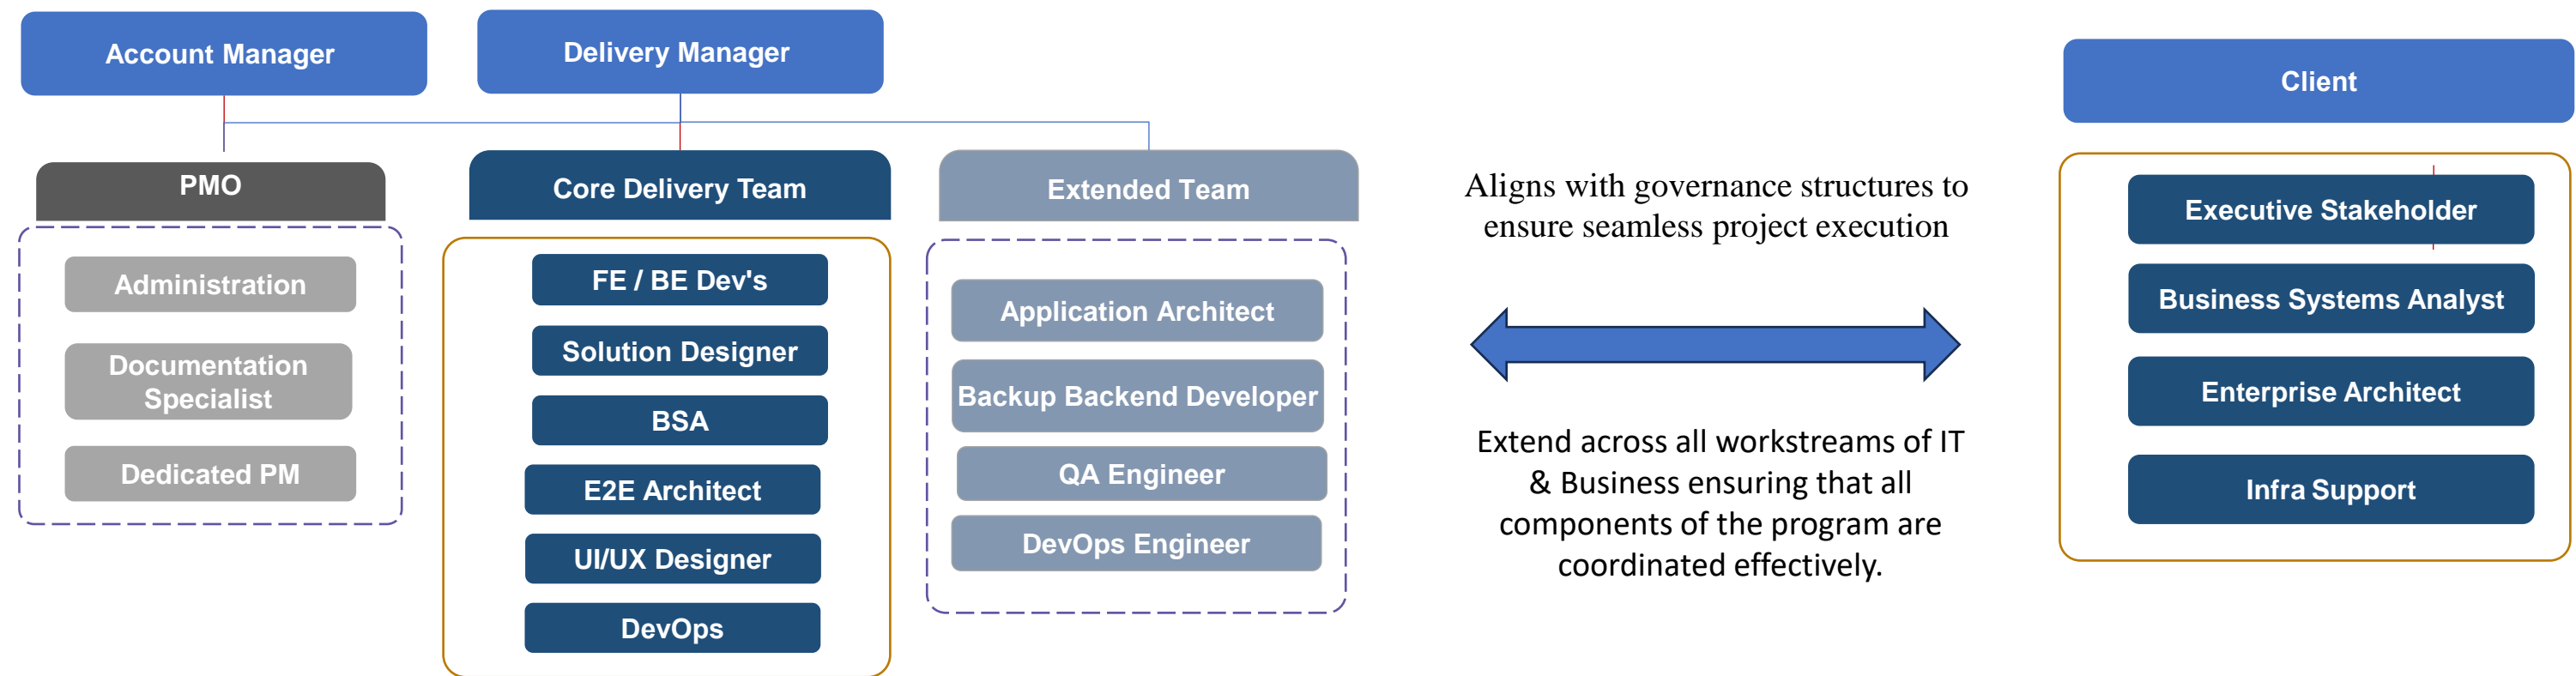 Account Manager
Delivery Manager
Client
PMO
Administration
Documentation
Specialist
Dedicated PM
Core Delivery Team
FE / BE Dev's
Solution Designer
BSA
E2E Architect
UI/UX Designer
DevOps
Extended Team
Application Architect
Backup Backend Developer
QA Engineer
DevOps Engineer
Aligns with governance structures to
ensure seamless project execution
Extend across all workstreams of IT
& Business ensuring that all
components of the program are
coordinated effectively.
Executive Stakeholder
Business Systems Analyst
Enterprise Architect
Infra Support